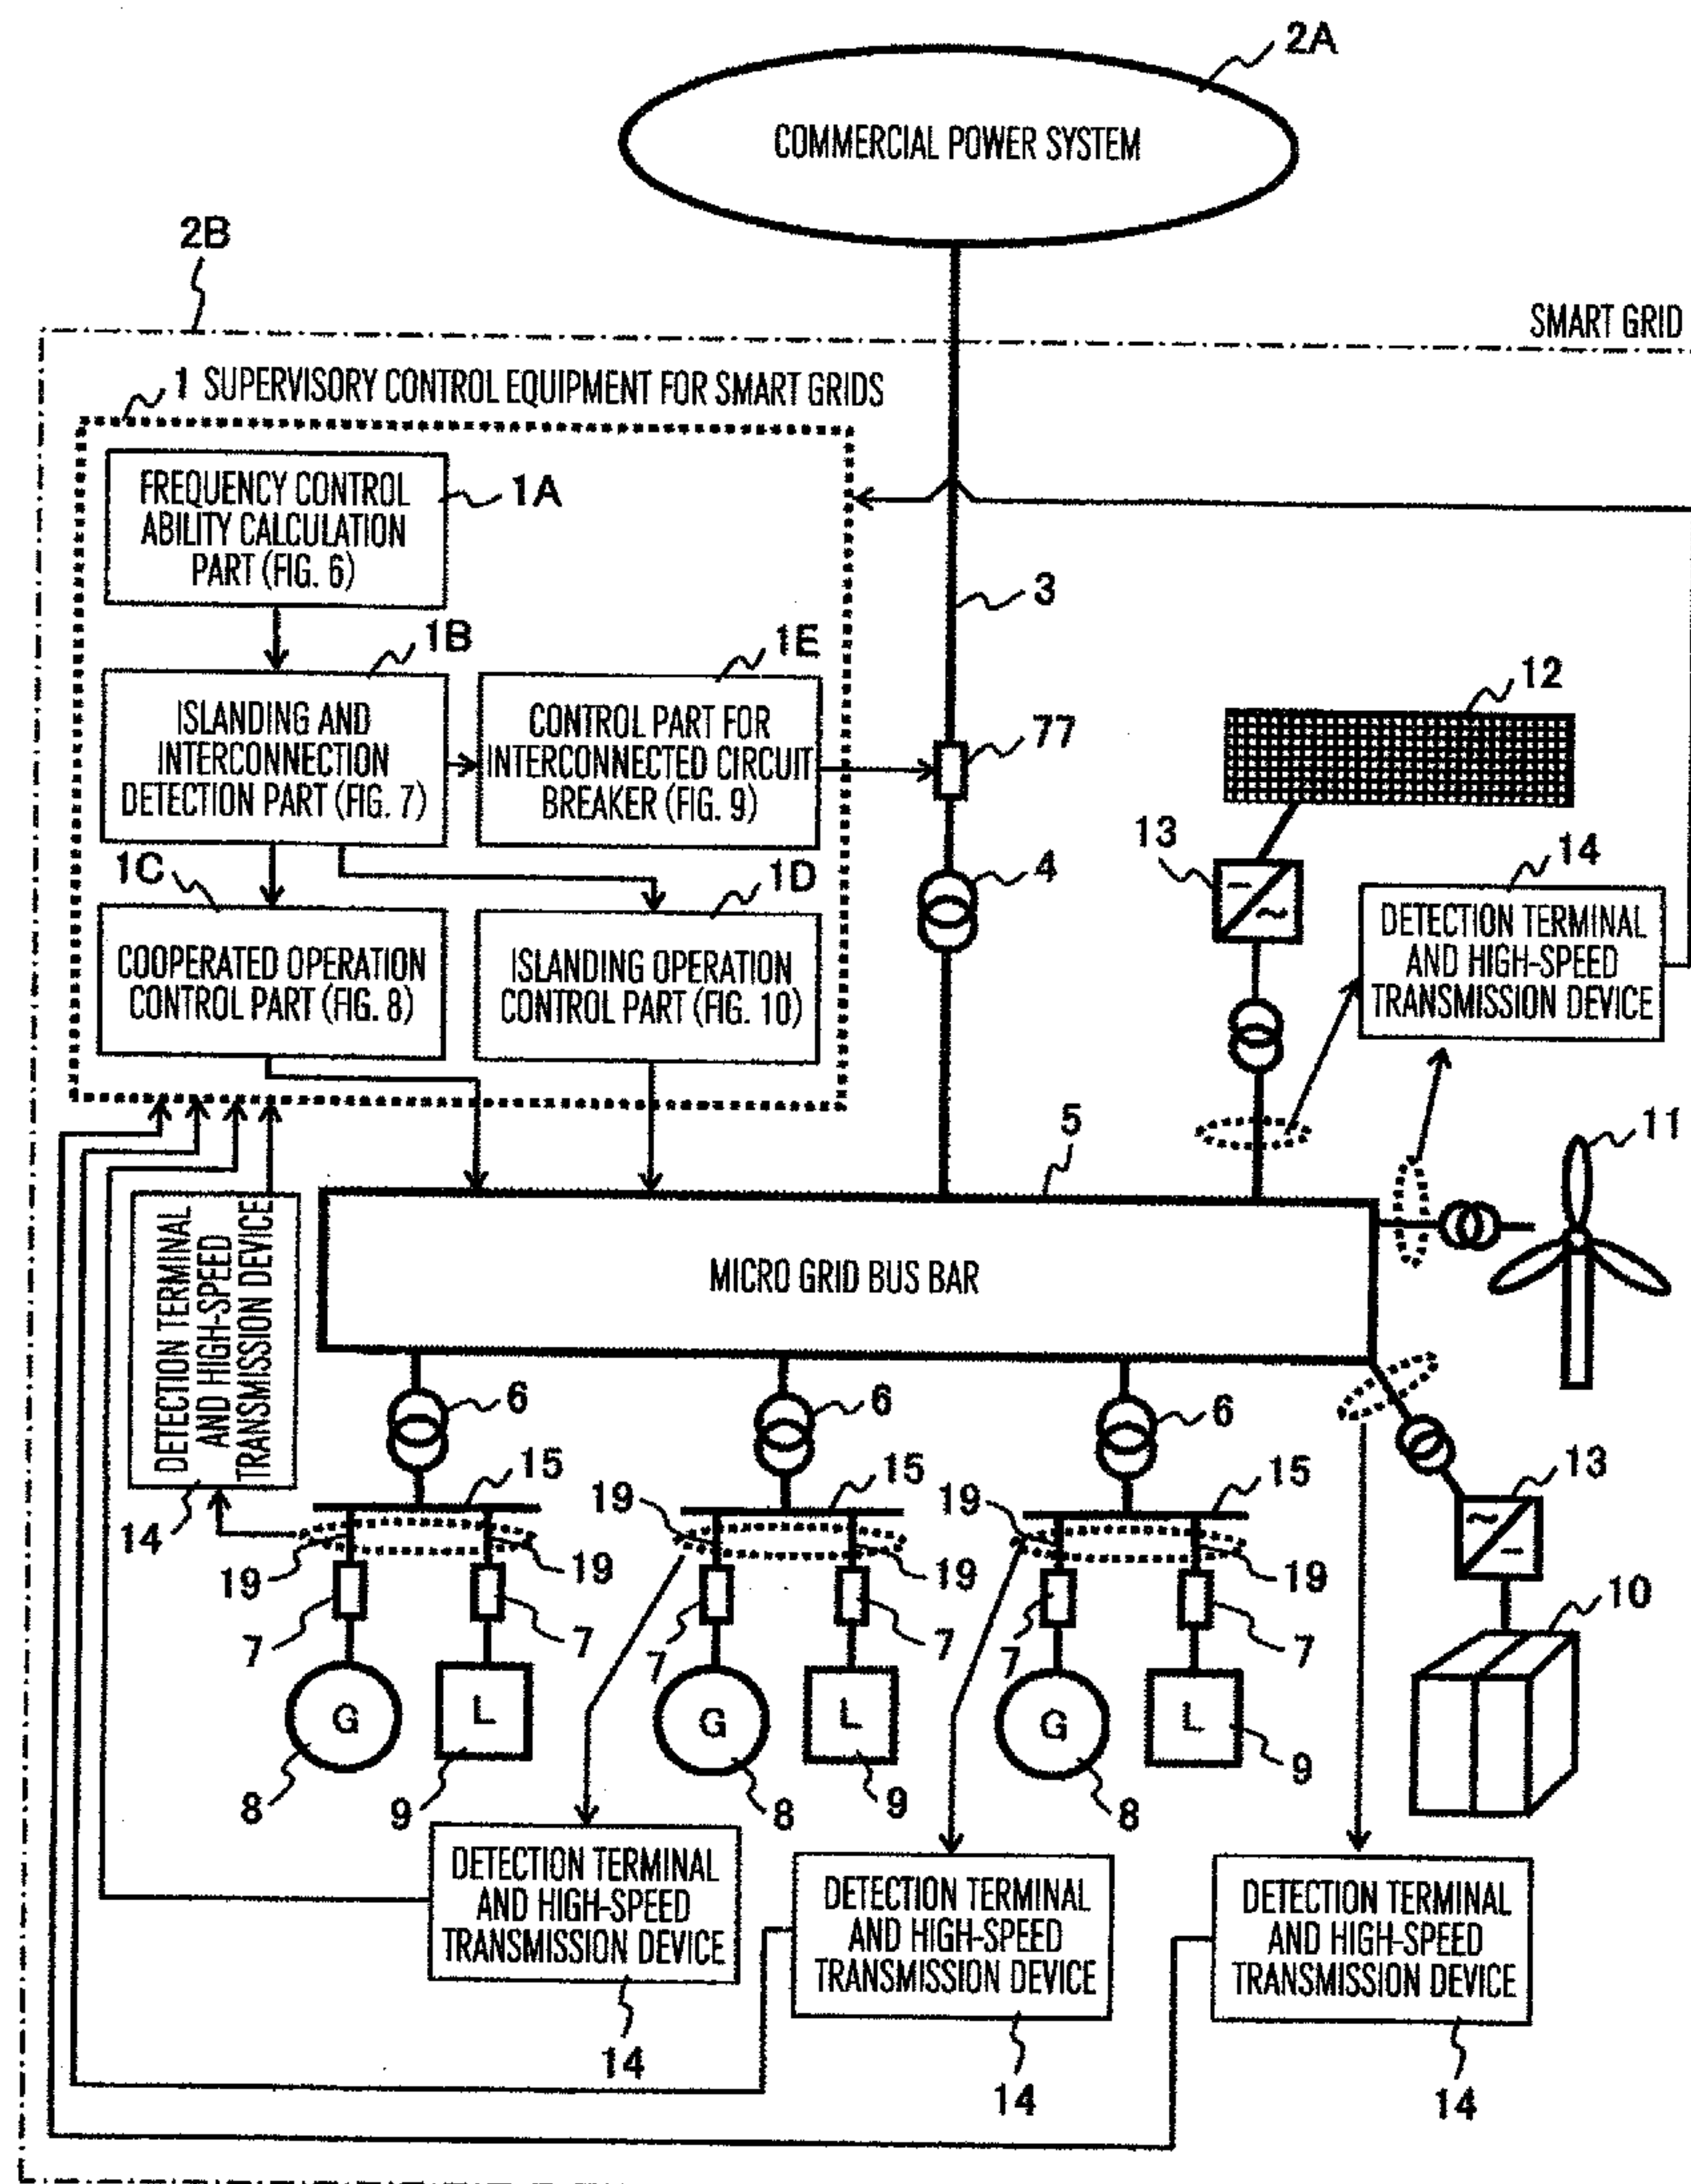 2A
COMMERCIAL POWER SYSTEM
2B
SMART GRID
1 SUPERVISORY CONTROL EQUIPMENT FOR SMART GRIDS
FREQUENCY CONTROL
ABILITY CALCULATION
PART (FIG. 6)
1A
3
1B
1E
ISLANDING AND
INTERCONNECTION
DETECTION PART (FIG. 7)
CONTROL PART FOR
INTERCONNECTED CIRCUIT
BREAKER (FIG. 9)
77
12
13
14
4
1C
1D
COOPERATED OPERATION
CONTROL PART (FIG. 8)
ISLANDING OPERATION
CONTROL PART (FIG. 10)
DETECTION TERMINAL
AND HIGH-SPEED
TRANSMISSION DEVICE
5
11
DETECTION TERMINAL
AND HIGH-SPEED
TRANSMISSION DEVICE
MICRO GRID BUS BAR
6
6
6
15
15
15
13
14
19
19
19
19
19
19
7
7
7
7
7
7
10
G
L
G
L
G
L
8
9
8
9
8
9
DETECTION TERMINAL
AND HIGH-SPEED
TRANSMISSION DEVICE
DETECTION TERMINAL
AND HIGH-SPEED
TRANSMISSION DEVICE
DETECTION TERMINAL
AND HIGH-SPEED
TRANSMISSION DEVICE
14
14
14